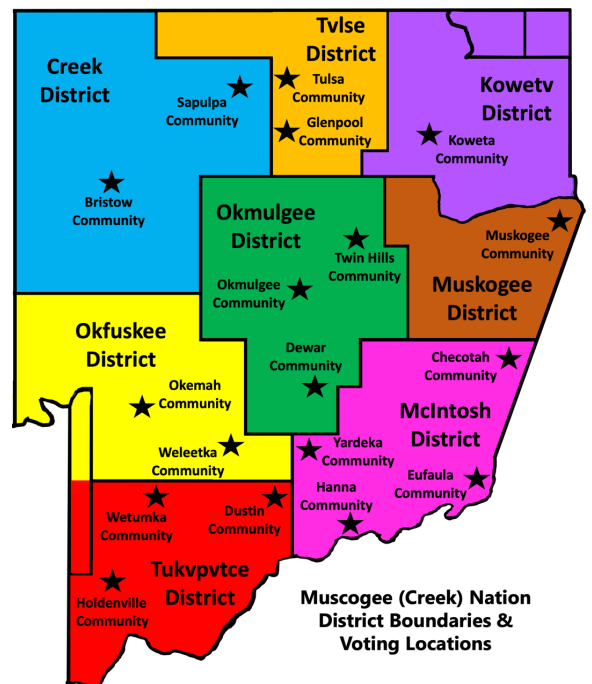 Tvlse
District
Creek
District
Kowetv
District
Tulsa
Community
Sapulpa
Community
Glenpool
Community
Koweta
Community
Bristow
Community
Okmulgee
District
Muskogee
Community
Twin Hills
Community
Okmulgee
Community
Muskogee
District
Okfuskee
District
Dewar
Community
Checotah
Community
Okemah
Community
McIntosh
District
Weleetka
Community
Yardeka
Community
Eufaula
Community
Hanna
Community
Wetumka
Community
Dustin
Community
Tukvpvtce
District
Holdenville
Community
Muscogee (Creek) Nation
District Boundaries &
Voting Locations